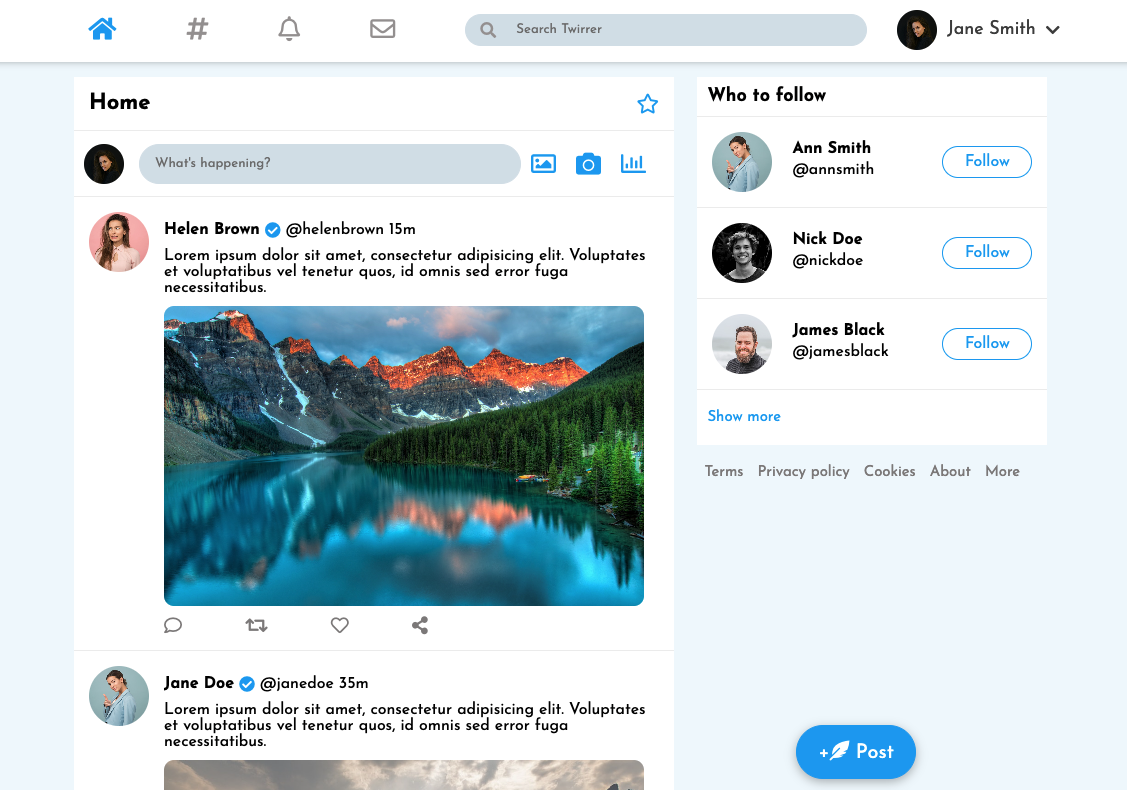 #
Search Twirrer
Jane Smith
Home
What's happening?
Helen Brown @helenbrown 15m
Lorem ipsum dolor sit amet, consectetur adipisicing elit. Voluptates
et voluptatibus vel tenetur quos, id omnis sed error fuga
necessitatibus.
Jane Doe @janedoe 35m
Lorem ipsum dolor sit amet, consectetur adipisicing elit. Voluptates
et voluptatibus vel tenetur quos, id omnis sed error fuga
necessitatibus.
Who to follow
Ann Smith
@annsmith
Follow
Nick Doe
@nickdoe
Follow
James Black
@jamesblack
Follow
Show more
Terms Privacy policy Cookies About More
+ Post